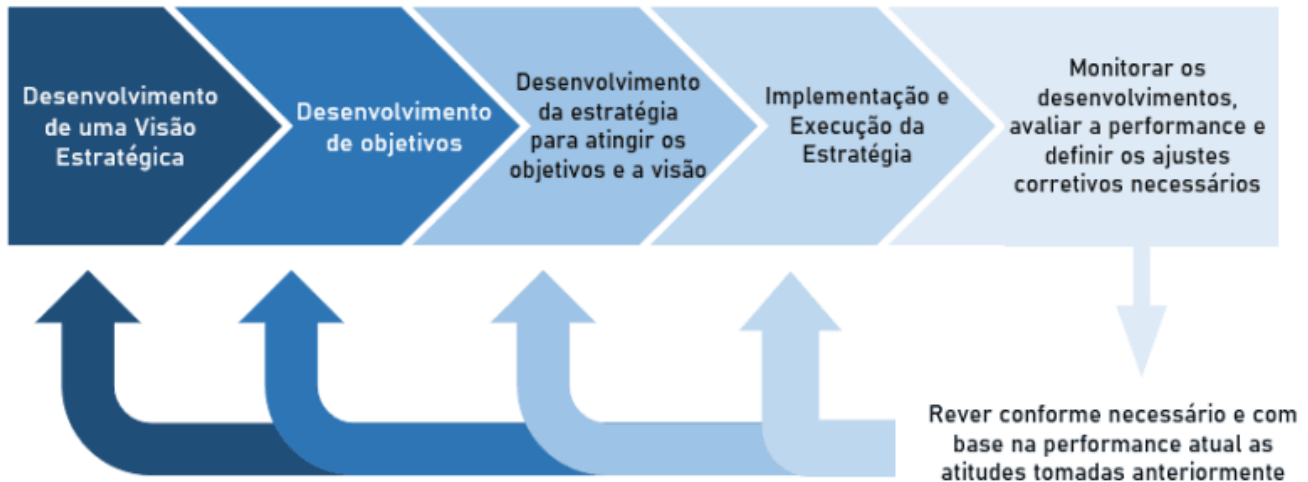 Desenvolvimento
de uma Visão
Estratégica
Desenvolvimento
de objetivos
Desenvolvimento
da estratégia
para atingir os
objetivos e a visão
Implementação e
Execução da
Estratégia
Monitorar os
desenvolvimentos,
avaliar a performance e
definir os ajustes
corretivos necessários
Rever conforme necessário e com
base na performance atual as
atitudes tomadas anteriormente